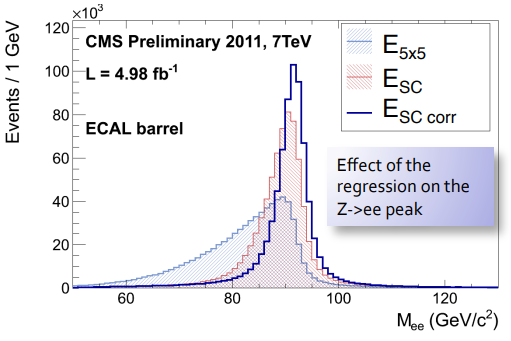 ×10³
120
100
80
60
40
20
0
Events / 1 GeV
CMS Preliminary 2011, 7TeV
L = 4.98 fb⁻¹
ECAL barrel
E5x5
ESC
ESC corr
Effect of the
regression on the
Z->ee peak
60 80 100 120
Mee (GeV/c²)